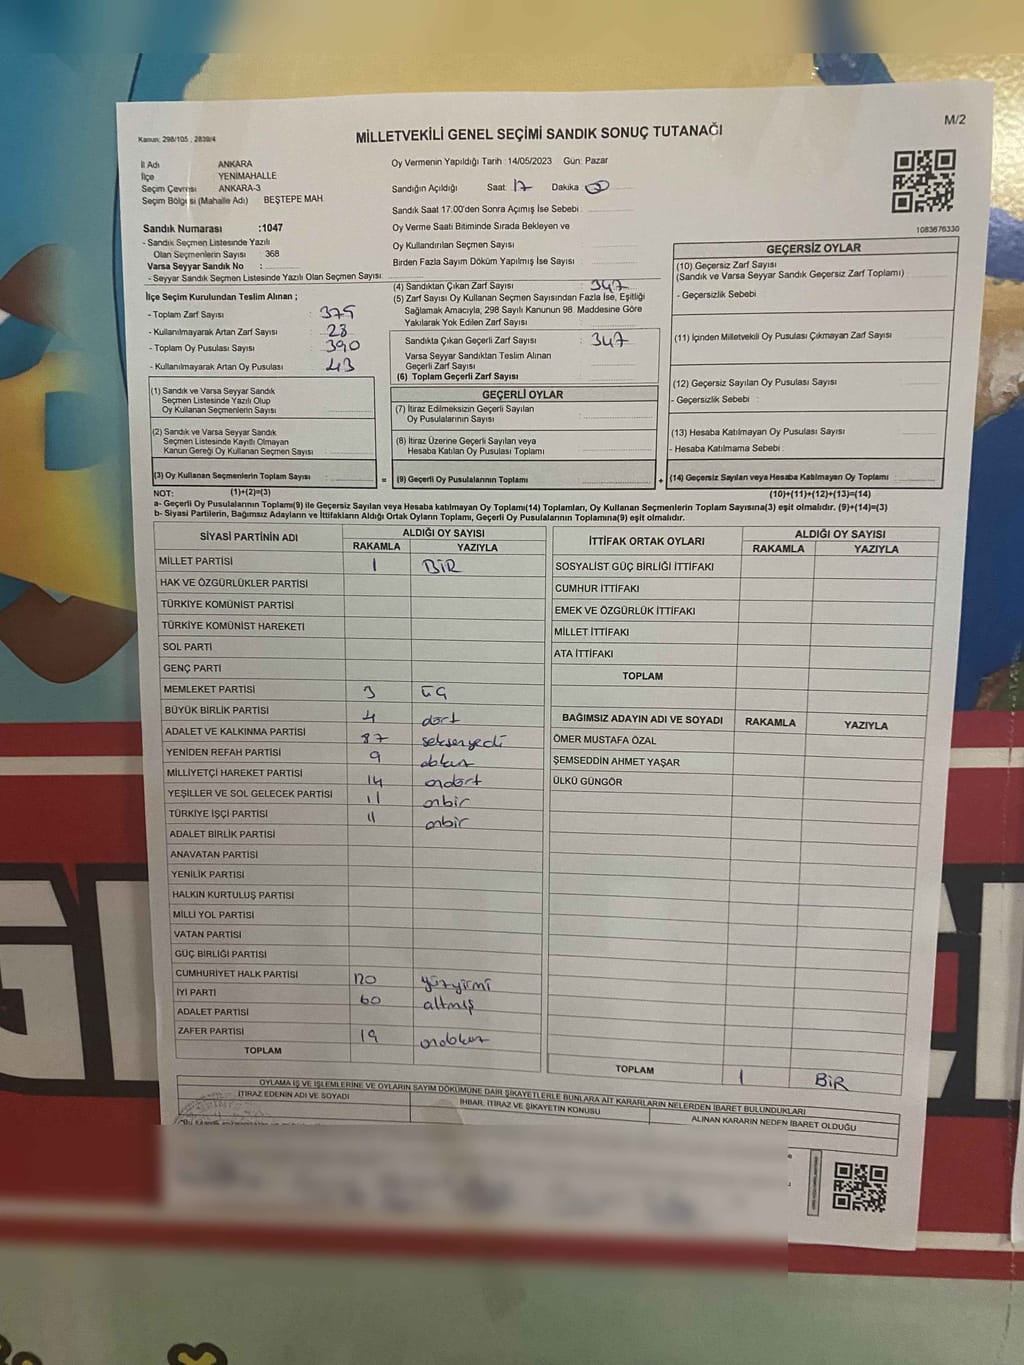 M/2
Kanun: 298/105 , 2839/4
MİLLETVEKİLİ GENEL SEÇİMİ SANDIK SONUÇ TUTANAĞI
İl Adı ANKARA
İlçe YENİMAHALLE
Seçim Çevresi ANKARA-3
Seçim Bölgesi (Mahalle Adı) BEŞTEPE MAH
Oy Vermenin Yapıldığı Tarih : 14/05/2023 Gün: Pazar
Sandığın Açıldığı Saat 17 Dakika 00
Sandık Saat 17.00'den Sonra Açımış İse Sebebi :
Oy Verme Saati Bitiminde Sırada Bekleyen ve
Oy Kullandırılan Seçmen Sayısı
Birden Fazla Sayım Döküm Yapılmış İse Sayısı :
1083676330
Sandık Numarası :1047
- Sandık Seçmen Listesinde Yazılı
Olan Seçmenlerin Sayısı : 368
Varsa Seyyar Sandık No :
- Seyyar Sandık Seçmen Listesinde Yazılı Olan Seçmen Sayısı:
İlçe Seçim Kurulundan Teslim Alınan ;
- Toplam Zarf Sayısı : 375
- Kullanılmayarak Artan Zarf Sayısı : 28
- Toplam Oy Pusulası Sayısı : 390
- Kullanılmayarak Artan Oy Pusulası : 43
(4) Sandıktan Çıkan Zarf Sayısı : 347
(5) Zarf Sayısı Oy Kullanan Seçmen Sayısından Fazla İse, Eşitliği
Sağlamak Amacıyla, 298 Sayılı Kanunun 98. Maddesine Göre
Yakılarak Yok Edilen Zarf Sayısı :
Sandıkta Çıkan Geçerli Zarf Sayısı : 347
Varsa Seyyar Sandıktan Teslim Alınan
Geçerli Zarf Sayısı :
(6) Toplam Geçerli Zarf Sayısı :
GEÇERSİZ OYLAR
(10) Geçersiz Zarf Sayısı
(Sandık ve Varsa Seyyar Sandık Geçersiz Zarf Toplamı) :
- Geçersizlik Sebebi :
(11) İçinden Milletvekili Oy Pusulası Çıkmayan Zarf Sayısı
(12) Geçersiz Sayılan Oy Pusulası Sayısı :
- Geçersizlik Sebebi :
(13) Hesaba Katılmayan Oy Pusulası Sayısı :
- Hesaba Katılmama Sebebi :
(1) Sandık ve Varsa Seyyar Sandık
Seçmen Listesinde Yazılı Olup
Oy Kullanan Seçmenlerin Sayısı :
(2) Sandık ve Varsa Seyyar Sandık
Seçmen Listesinde Kayıtlı Olmayan
Kanun Gereği Oy Kullanan Seçmen Sayısı :
GEÇERLİ OYLAR
(7) İtiraz Edilmeksizin Geçerli Sayılan
Oy Pusulalarının Sayısı :
(8) İtiraz Üzerine Geçerli Sayılan veya
Hesaba Katılan Oy Pusulası Toplamı :
(3) Oy Kullanan Seçmenlerin Toplam Sayısı : = (9) Geçerli Oy Pusulalarının Toplamı : + (14) Geçersiz Sayılan veya Hesaba Katılmayan Oy Toplamı :
NOT: (1)+(2)=(3) (10)+(11)+(12)+(13)=(14)
a- Geçerli Oy Pusulalarının Toplamı(9) ile Geçersiz Sayılan veya Hesaba katılmayan Oy Toplamı(14) Toplamları, Oy Kullanan Seçmenlerin Toplam Sayısına(3) eşit olmalıdır. (9)+(14)=(3)
b- Siyasi Partilerin, Bağımsız Adayların ve İttifakların Aldığı Ortak Oyların Toplamı, Geçerli Oy Pusulalarının Toplamına(9) eşit olmalıdır.
SİYASİ PARTİNİN ADI ALDIĞI OY SAYISI
RAKAMLA YAZIYLA
MİLLET PARTİSİ 1 BİR
HAK VE ÖZGÜRLÜKLER PARTİSİ
TÜRKİYE KOMÜNİST PARTİSİ
TÜRKİYE KOMÜNİST HAREKETİ
SOL PARTİ
GENÇ PARTİ
MEMLEKET PARTİSİ 3 üç
BÜYÜK BİRLİK PARTİSİ 4 dört
ADALET VE KALKINMA PARTİSİ 87 seksenyedi
YENİDEN REFAH PARTİSİ 9 dokuz
MİLLİYETÇİ HAREKET PARTİSİ 14 ondört
YEŞİLLER VE SOL GELECEK PARTİSİ 11 onbir
TÜRKİYE İŞÇİ PARTİSİ 11 onbir
ADALET BİRLİK PARTİSİ
ANAVATAN PARTİSİ
YENİLİK PARTİSİ
HALKIN KURTULUŞ PARTİSİ
MİLLİ YOL PARTİSİ
VATAN PARTİSİ
GÜÇ BİRLİĞİ PARTİSİ
CUMHURİYET HALK PARTİSİ 120 yüzyirmi
İYİ PARTİ 60 altmış
ADALET PARTİSİ
ZAFER PARTİSİ 19 ondokuz
TOPLAM
İTTİFAK ORTAK OYLARI ALDIĞI OY SAYISI
RAKAMLA YAZIYLA
SOSYALİST GÜÇ BİRLİĞİ İTTİFAKI
CUMHUR İTTİFAKI
EMEK VE ÖZGÜRLÜK İTTİFAKI
MİLLET İTTİFAKI
ATA İTTİFAKI
TOPLAM
BAĞIMSIZ ADAYIN ADI VE SOYADI RAKAMLA YAZIYLA
ÖMER MUSTAFA ÖZAL
ŞEMSEDDİN AHMET YAŞAR
ÜLKÜ GÜNGÖR
TOPLAM 1 BİR
OYLAMA İŞ VE İŞLEMLERİNE VE OYLARIN SAYIM DÖKÜMÜNE DAİR ŞİKAYETLERLE BUNLARA AİT KARARLARIN NELERDEN İBARET BULUNDUKLARI
İTİRAZ EDENİN ADI VE SOYADI İHBAR, İTİRAZ VE ŞİKAYETİN KONUSU ALINAN KARARIN NEDEN İBARET OLDUĞU